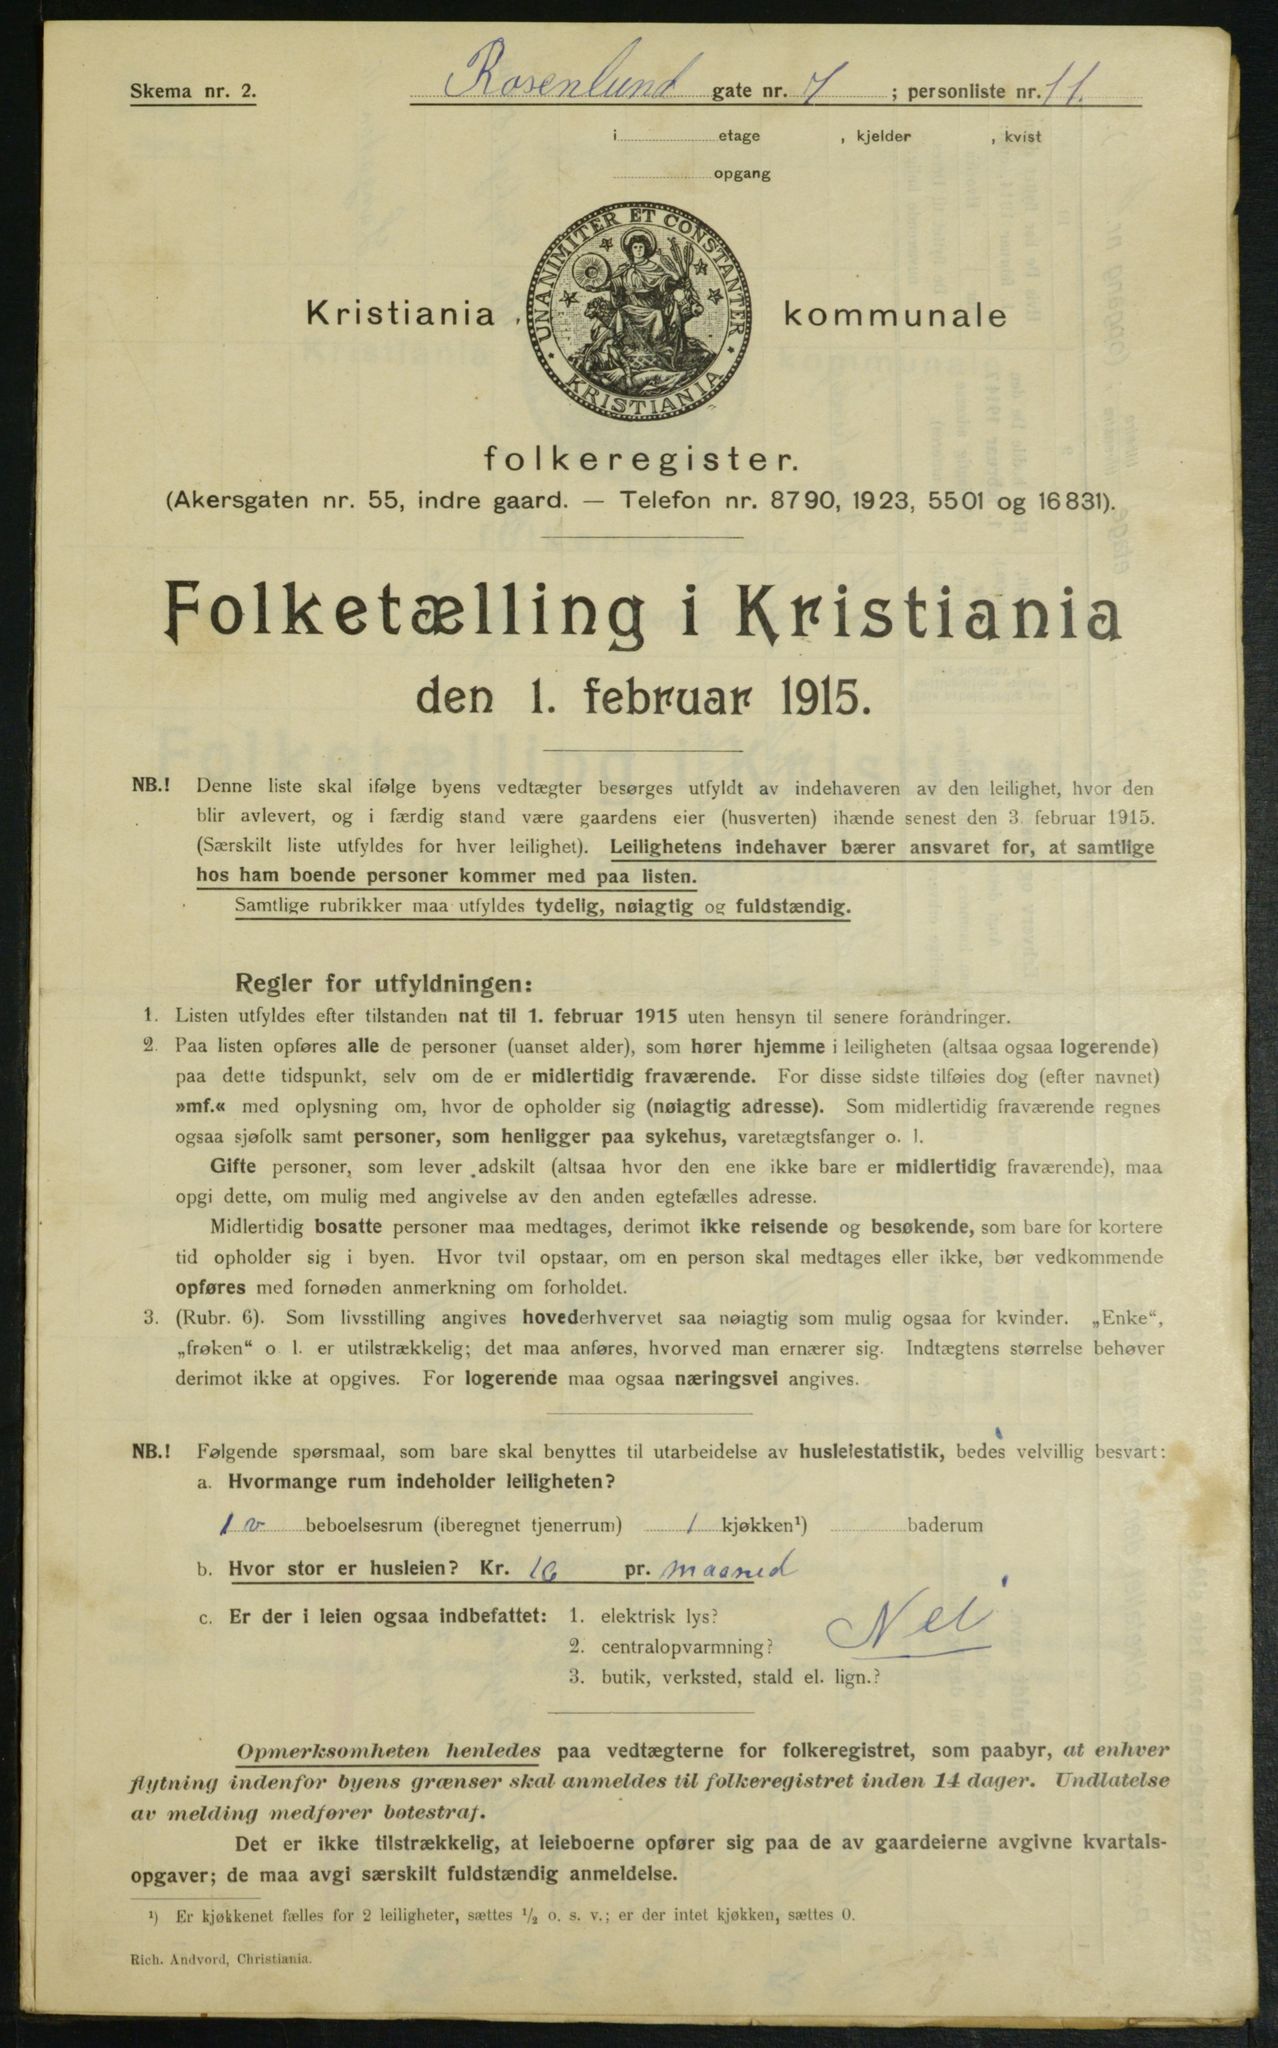 Skema nr. 2.
Rosenlund gate nr. 7 ; personliste nr. 11.
i etage , kjelder , kvist
opgang
UNANIMITER ET CONSTANTER
KRISTIANIA
Kristiania kommunale
folkeregister.
(Akersgaten nr. 55, indre gaard. — Telefon nr. 8790, 1923, 5501 og 16831).
Folketælling i Kristiania
den 1. februar 1915.
NB.! Denne liste skal ifølge byens vedtægter besørges utfyldt av indehaveren av den leilighet, hvor den
blir avlevert, og i færdig stand være gaardens eier (husverten) ihænde senest den 3. februar 1915.
(Særskilt liste utfyldes for hver leilighet). Leilighetens indehaver bærer ansvaret for, at samtlige
hos ham boende personer kommer med paa listen.
Samtlige rubrikker maa utfyldes tydelig, nøiagtig og fuldstændig.
Regler for utfyldningen:
1. Listen utfyldes efter tilstanden nat til 1. februar 1915 uten hensyn til senere forandringer.
2. Paa listen opføres alle de personer (uanset alder), som hører hjemme i leiligheten (altsaa ogsaa logerende)
paa dette tidspunkt, selv om de er midlertidig fraværende. For disse sidste tilføies dog (efter navnet)
»mf.« med oplysning om, hvor de opholder sig (nøiagtig adresse). Som midlertidig fraværende regnes
ogsaa sjøfolk samt personer, som henligger paa sykehus, varetægtsfanger o. l.
Gifte personer, som lever adskilt (altsaa hvor den ene ikke bare er midlertidig fraværende), maa
opgi dette, om mulig med angivelse av den anden egtefælles adresse.
Midlertidig bosatte personer maa medtages, derimot ikke reisende og besøkende, som bare for kortere
tid opholder sig i byen. Hvor tvil opstaar, om en person skal medtages eller ikke, bør vedkommende
opføres med fornøden anmerkning om forholdet.
3. (Rubr. 6). Som livsstilling angives hovederhvervet saa nøiagtig som mulig ogsaa for kvinder. „Enke“,
„frøken“ o l. er utilstrækkelig; det maa anføres, hvorved man ernærer sig. Indtægtens størrelse behøver
derimot ikke at opgives. For logerende maa ogsaa næringsvei angives.
NB.! Følgende spørsmaal, som bare skal benyttes til utarbeidelse av husleiestatistik, bedes velvillig besvart:
a. Hvormange rum indeholder leiligheten?
1 v beboelsesrum (iberegnet tjenerrum) 1 kjøkken¹) baderum
b. Hvor stor er husleien? Kr. 16 pr. maaned
c. Er der i leien ogsaa indbefattet: 1. elektrisk lys?
2. centralopvarmning? Nei
3. butik, verksted, stald el. lign.?
Opmerksomheten henledes paa vedtægterne for folkeregistret, som paabyr, at enhver
flytning indenfor byens grænser skal anmeldes til folkeregistret inden 14 dager. Undlatelse
av melding medfører botestraf.
Det er ikke tilstrækkelig, at leieboerne opfører sig paa de av gaardeierne avgivne kvartals-
opgaver; de maa avgi særskilt fuldstændig anmeldelse.
¹) Er kjøkkenet fælles for 2 leiligheter, sættes ½ o. s. v.; er der intet kjøkken, sættes 0.
Rich. Andvord, Christiania.